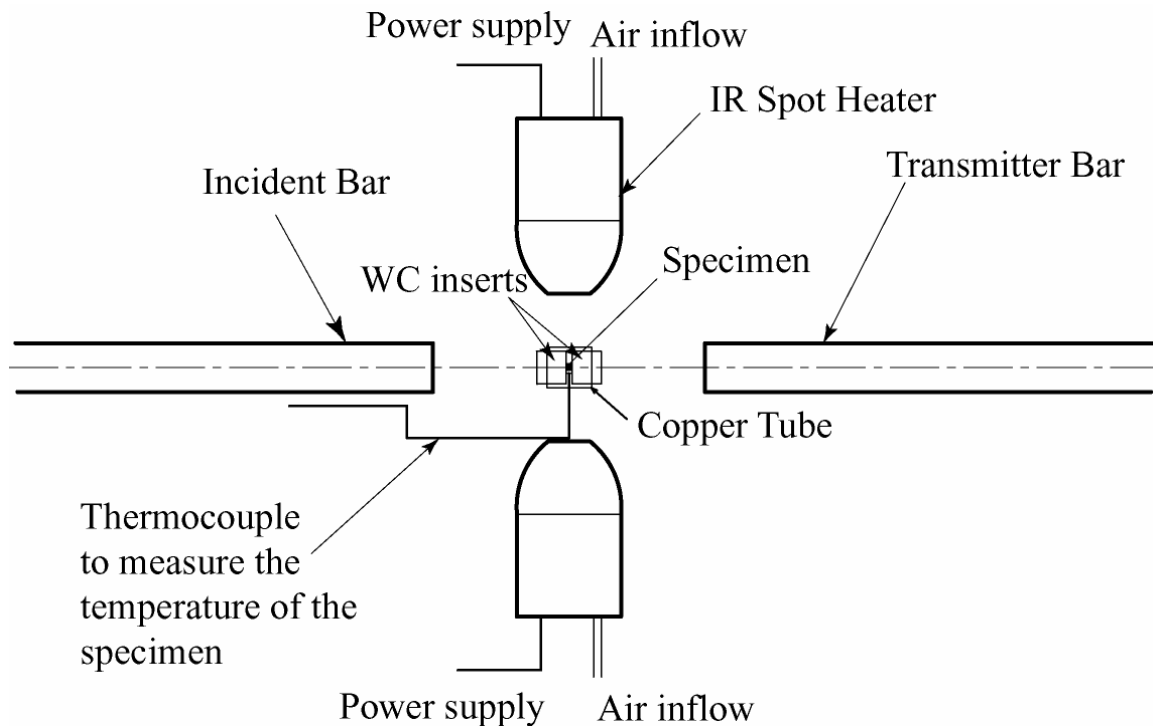 Power supply
Air inflow
IR Spot Heater
Transmitter Bar
Incident Bar
Specimen
WC inserts
Copper Tube
Thermocouple
to measure the
temperature of the
specimen
Power supply
Air inflow